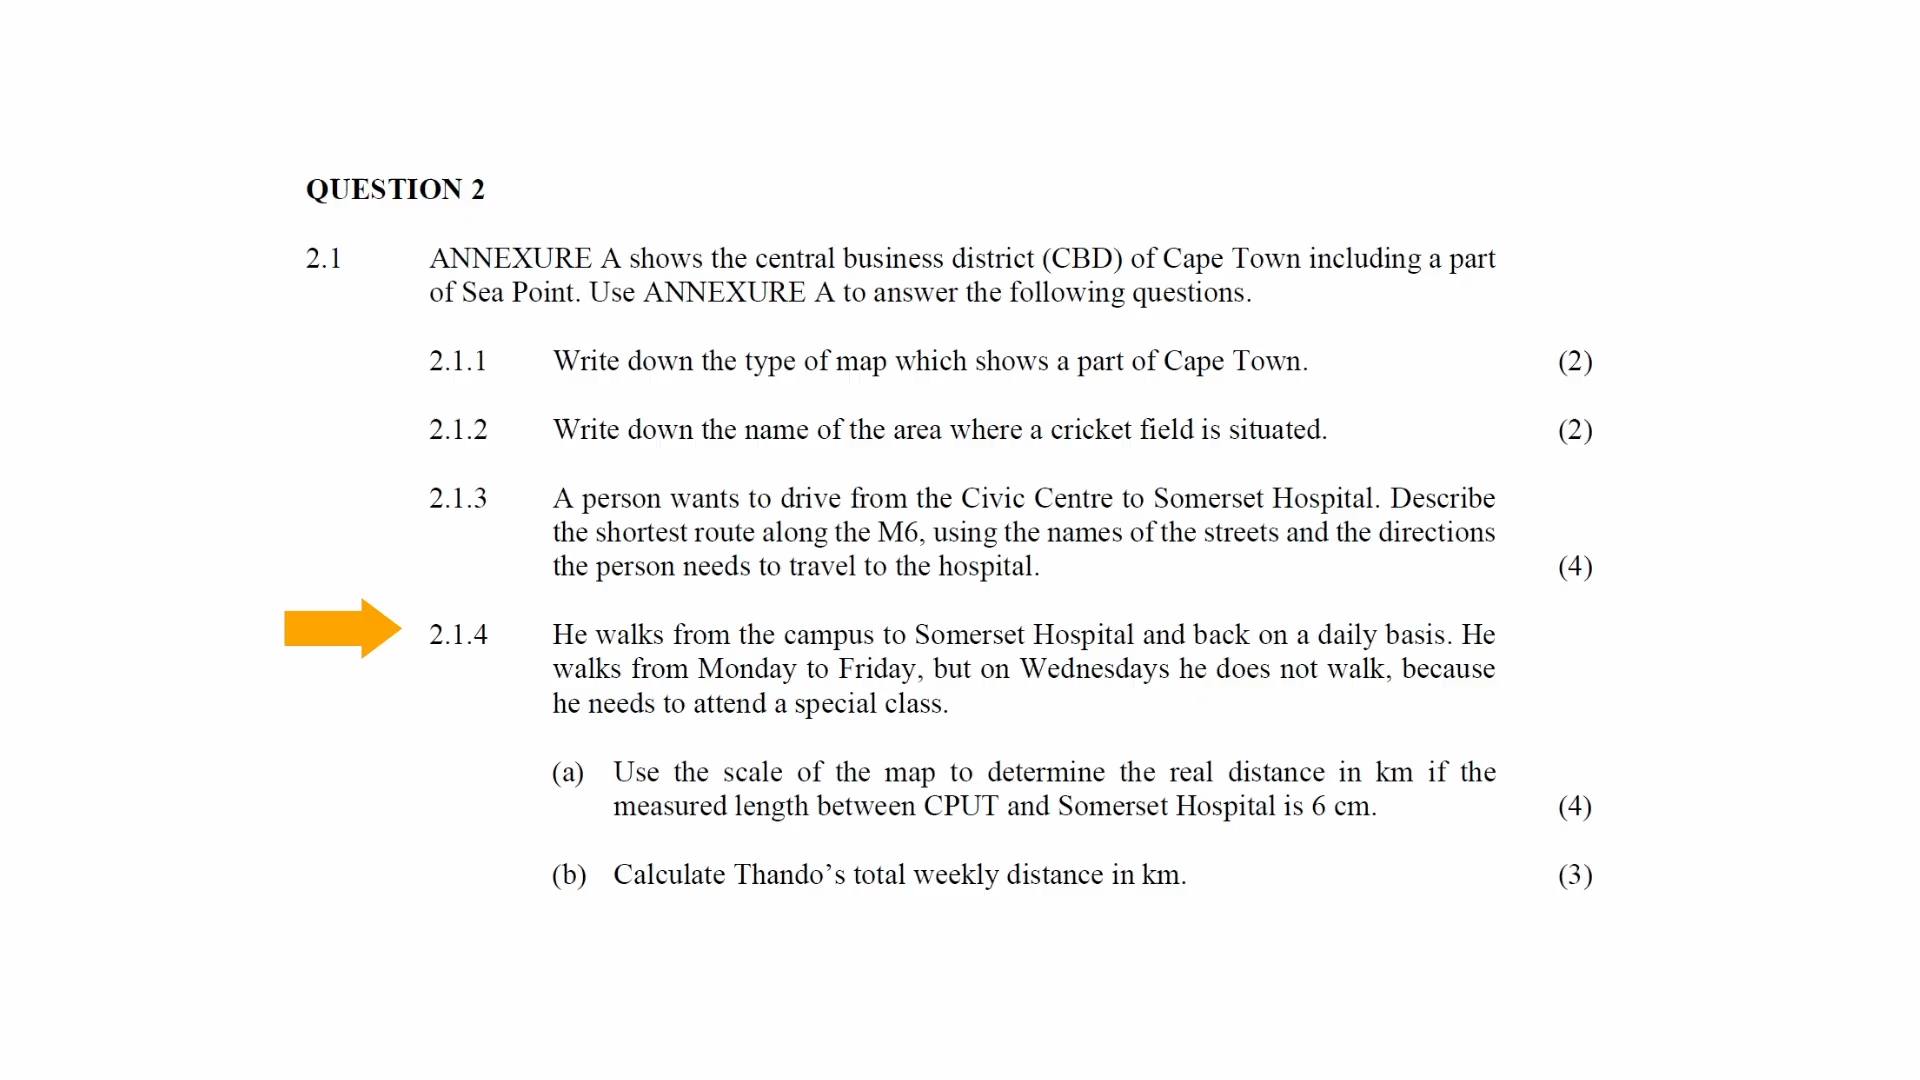 QUESTION 2
2.1 ANNEXURE A shows the central business district (CBD) of Cape Town including a part
of Sea Point. Use ANNEXURE A to answer the following questions.
2.1.1 Write down the type of map which shows a part of Cape Town. (2)
2.1.2 Write down the name of the area where a cricket field is situated. (2)
2.1.3 A person wants to drive from the Civic Centre to Somerset Hospital. Describe
the shortest route along the M6, using the names of the streets and the directions
the person needs to travel to the hospital. (4)
2.1.4 He walks from the campus to Somerset Hospital and back on a daily basis. He
walks from Monday to Friday, but on Wednesdays he does not walk, because
he needs to attend a special class.
(a) Use the scale of the map to determine the real distance in km if the
measured length between CPUT and Somerset Hospital is 6 cm. (4)
(b) Calculate Thando’s total weekly distance in km. (3)